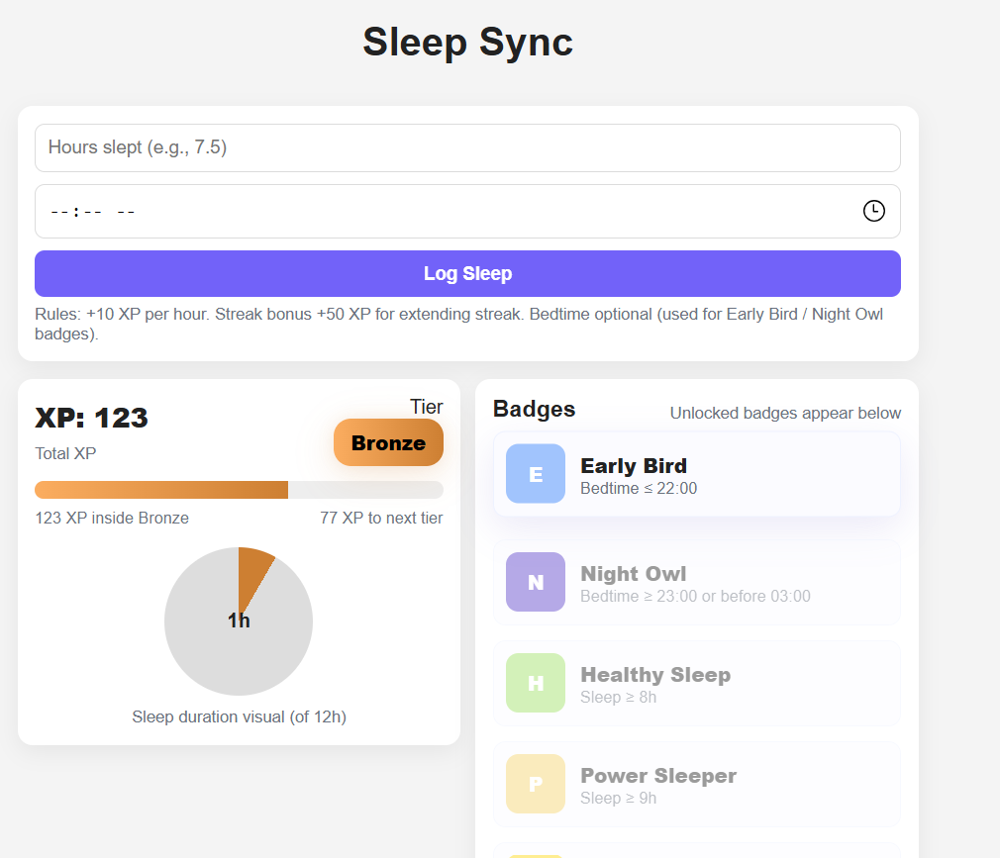 Sleep Sync
Hours slept (e.g., 7.5)
--:-- --
Log Sleep
Rules: +10 XP per hour. Streak bonus +50 XP for extending streak. Bedtime optional (used for Early Bird / Night Owl
badges).
XP: 123
Total XP
Tier
Bronze
123 XP inside Bronze
77 XP to next tier
1h
Sleep duration visual (of 12h)
Badges
Unlocked badges appear below
E
Early Bird
Bedtime ≤ 22:00
N
Night Owl
Bedtime ≥ 23:00 or before 03:00
H
Healthy Sleep
Sleep ≥ 8h
P
Power Sleeper
Sleep ≥ 9h